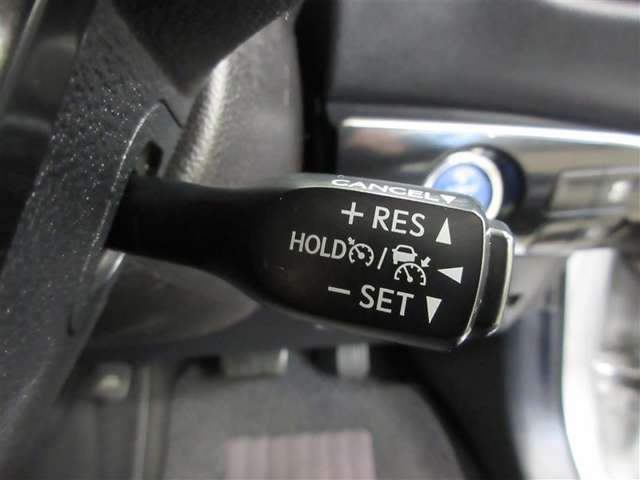 CANCEL▼
+ RES ▲
HOLD / ◀
− SET ▼